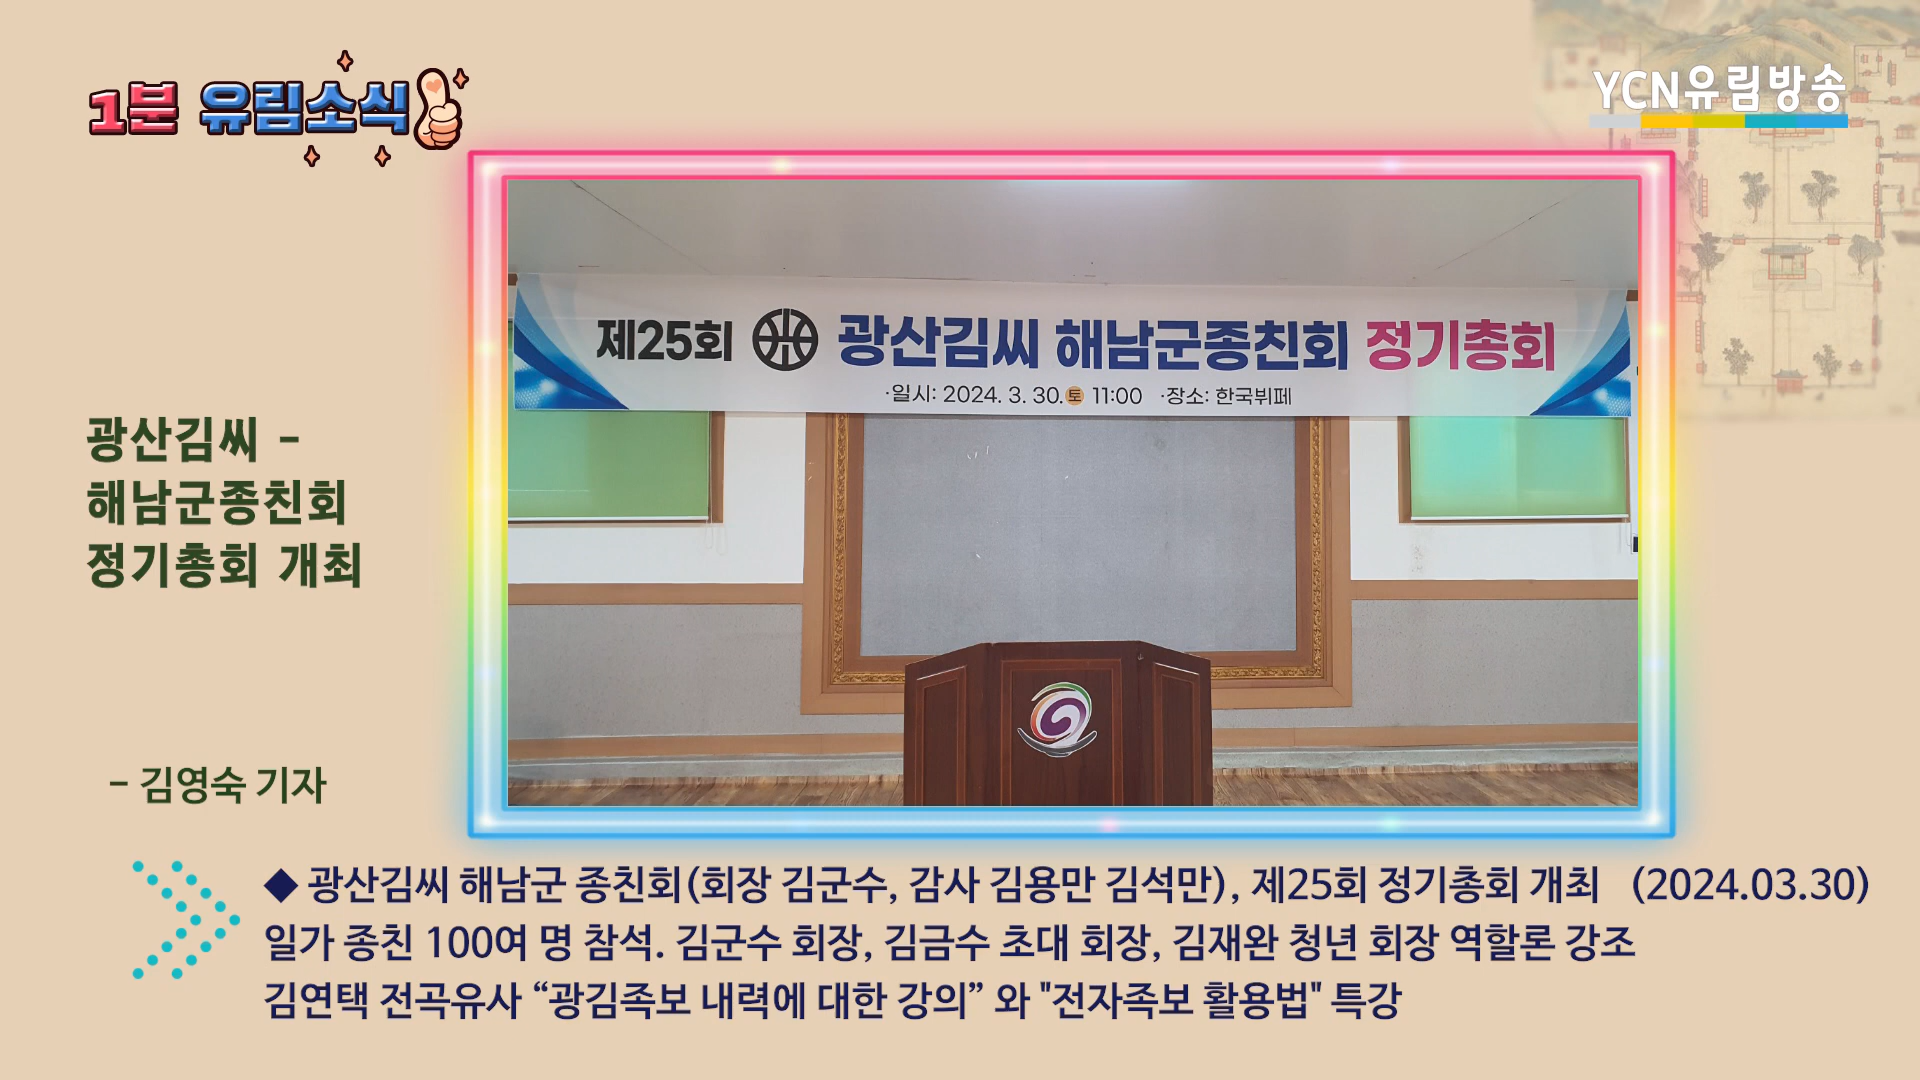 1분 유림소식
YCN유림방송
제25회 광산김씨 해남군종친회 정기총회
·일시: 2024. 3. 30.토 11:00 ·장소: 한국뷔페
광산김씨 -
해남군종친회
정기총회 개최
- 김영숙 기자
◆ 광산김씨 해남군 종친회(회장 김군수, 감사 김용만 김석만), 제25회 정기총회 개최 (2024.03.30)
일가 종친 100여 명 참석. 김군수 회장, 김금수 초대 회장, 김재완 청년 회장 역할론 강조
김연택 전곡유사 “광김족보 내력에 대한 강의” 와 "전자족보 활용법" 특강